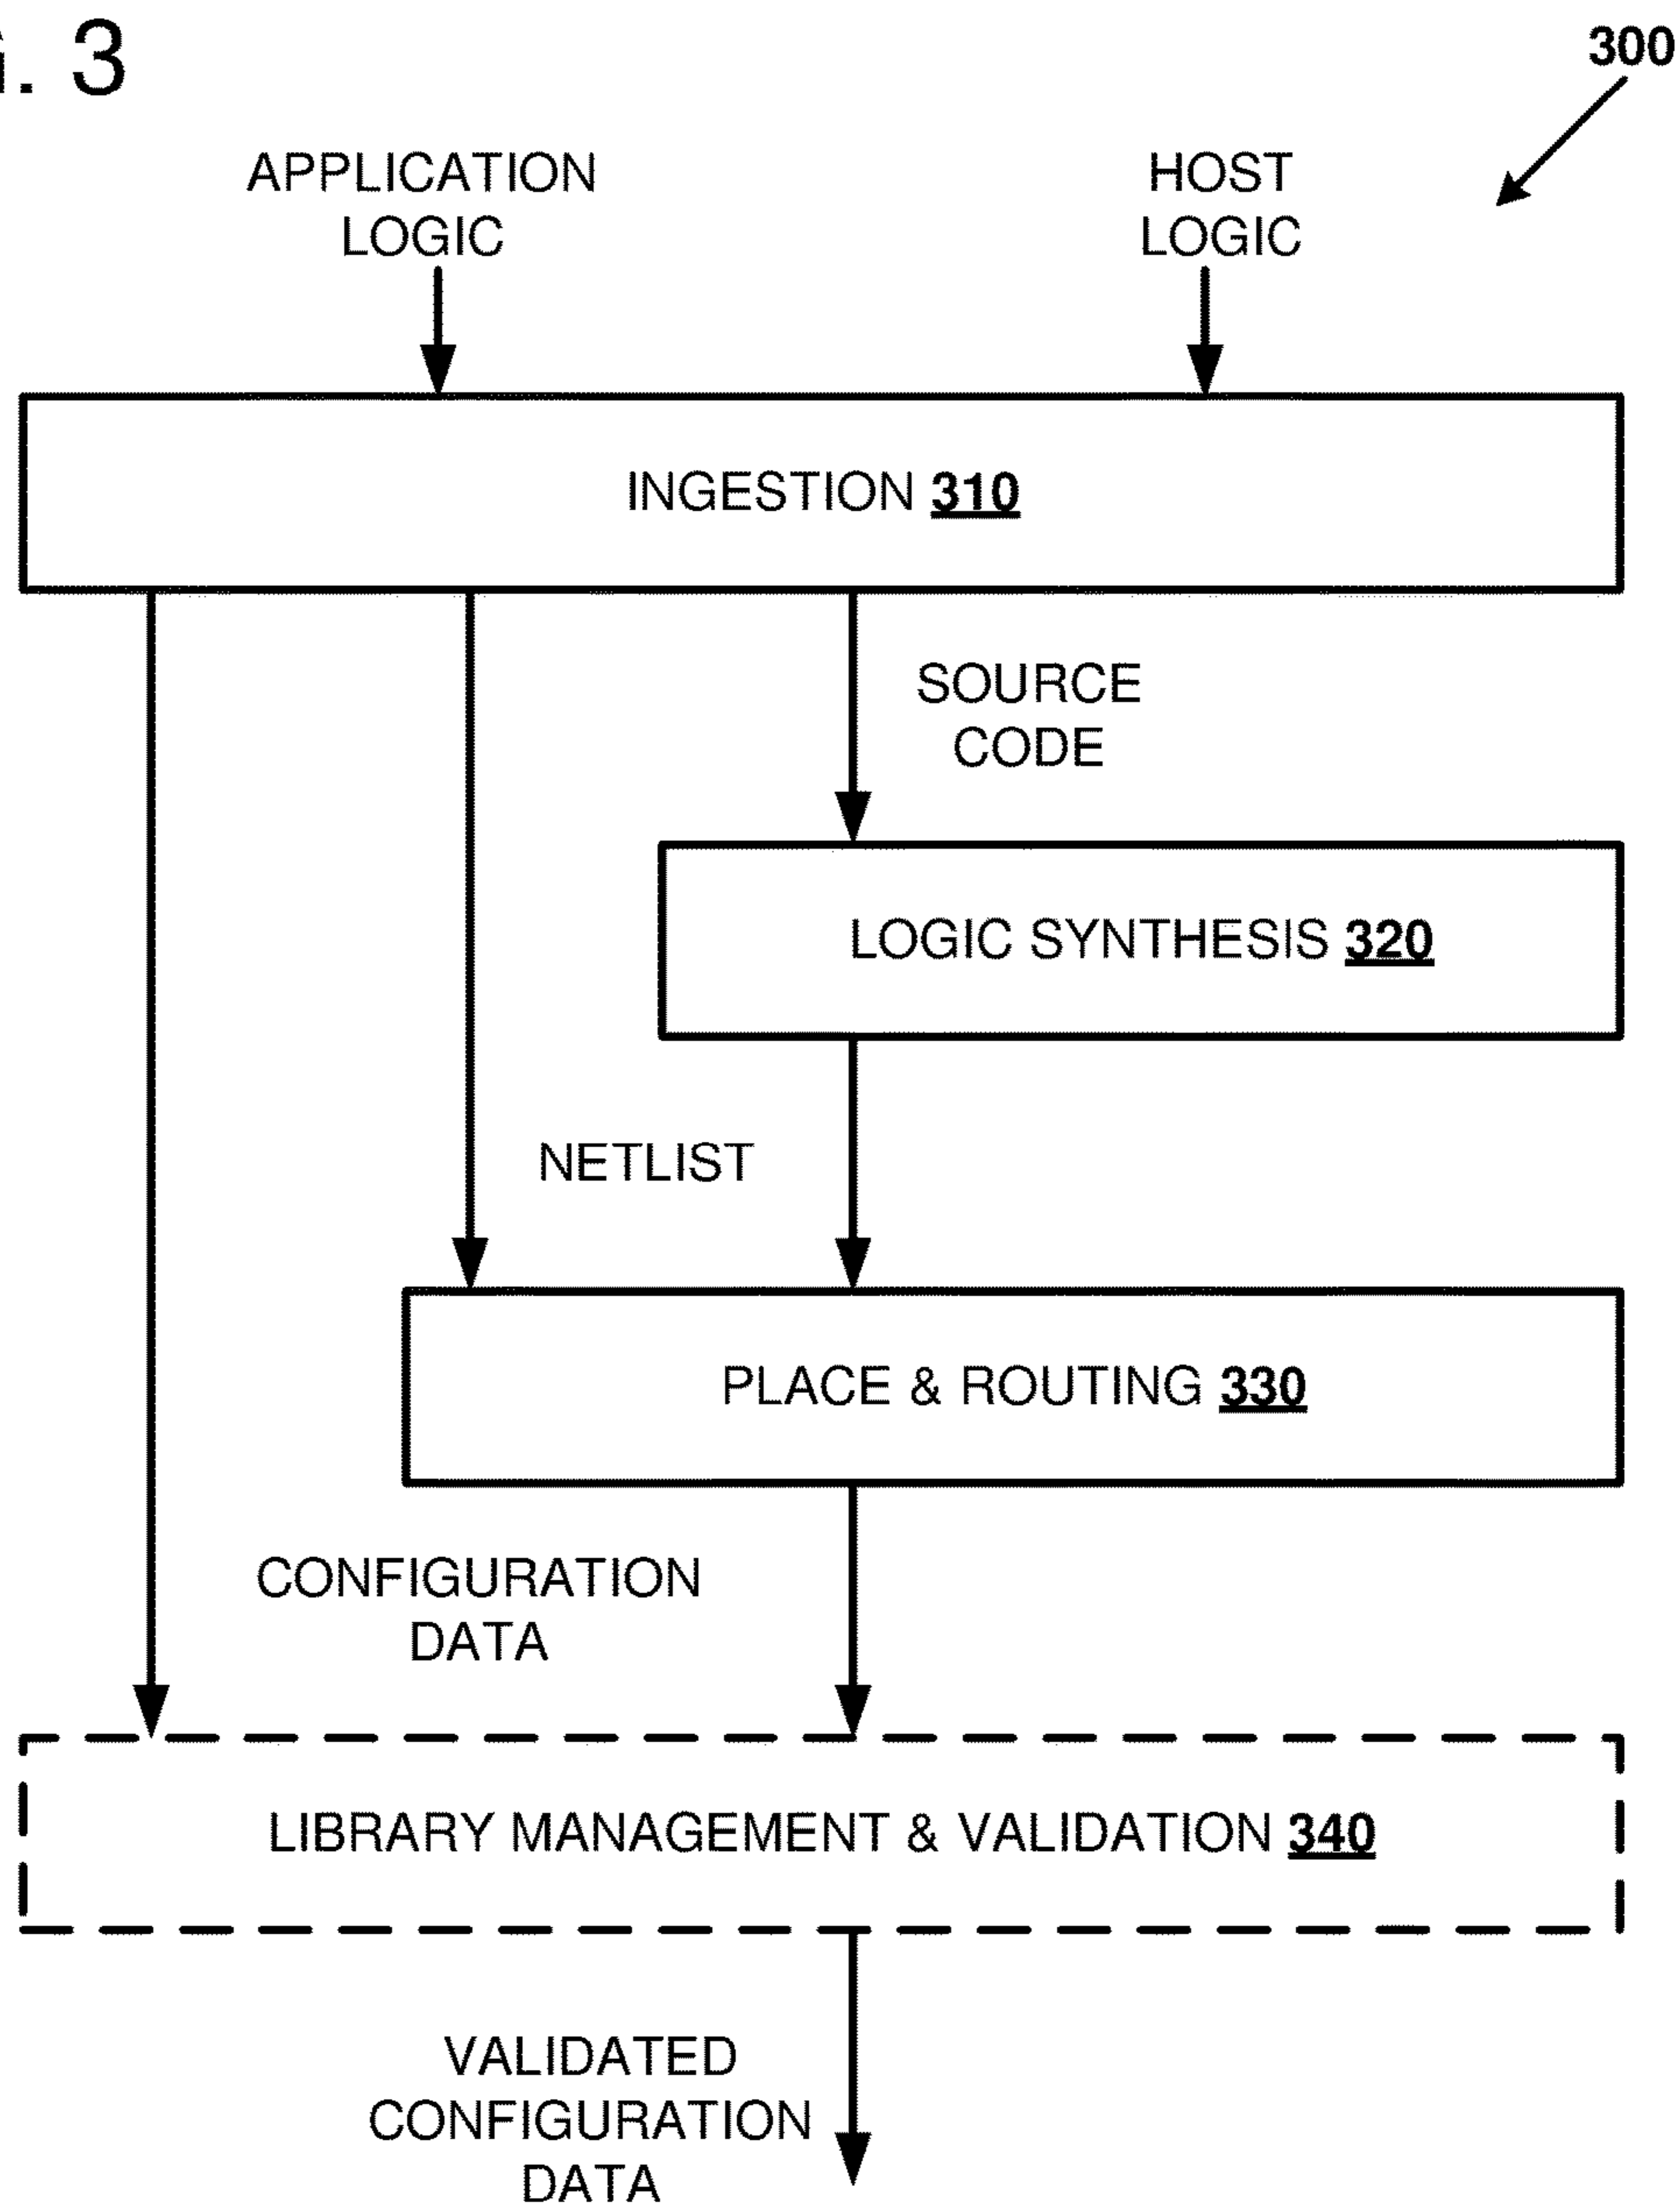 . 3
300
APPLICATION
LOGIC
HOST
LOGIC
INGESTION 310
SOURCE
CODE
LOGIC SYNTHESIS 320
NETLIST
PLACE & ROUTING 330
CONFIGURATION
DATA
LIBRARY MANAGEMENT & VALIDATION 340
VALIDATED
CONFIGURATION
DATA